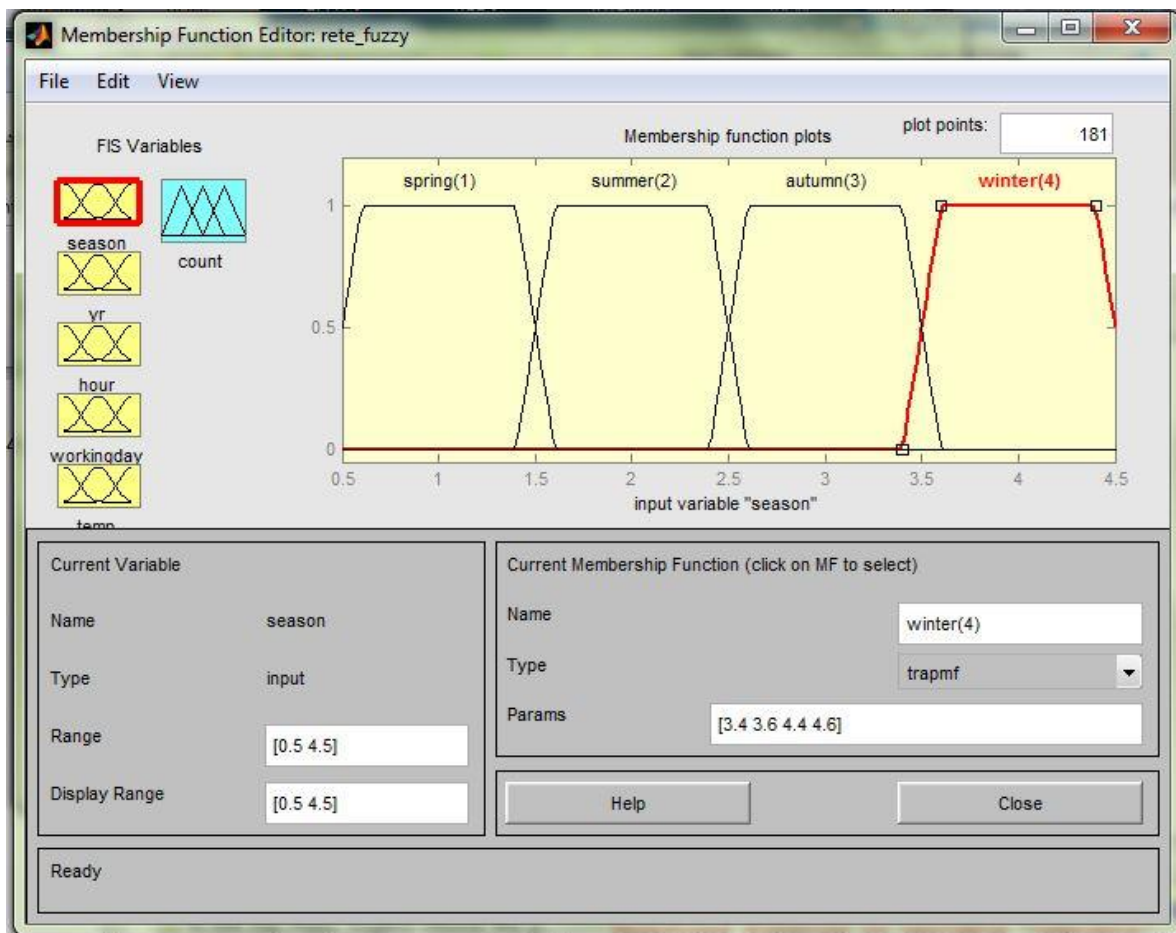 Membership Function Editor: rete_fuzzy
File Edit View
FIS Variables
season
yr
hour
workingday
temp
count
Membership function plots
plot points: 181
spring(1) summer(2) autumn(3) winter(4)
1
0.5
0
0.5 1 1.5 2 2.5 3 3.5 4 4.5
input variable "season"
Current Variable
Name season
Type input
Range [0.5 4.5]
Display Range [0.5 4.5]
Current Membership Function (click on MF to select)
Name winter(4)
Type trapmf
Params [3.4 3.6 4.4 4.6]
Help Close
Ready